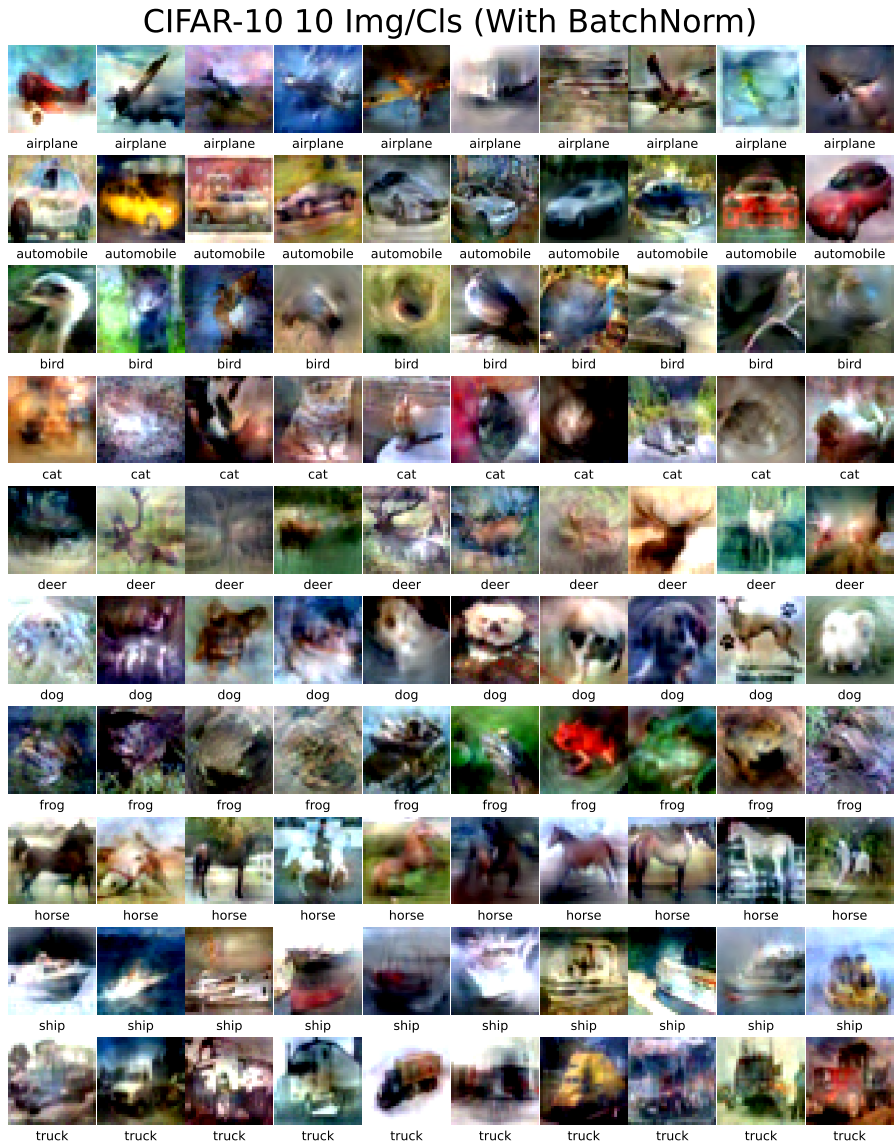 CIFAR-10 10 Img/Cls (With BatchNorm)
airplane airplane airplane airplane airplane airplane airplane airplane airplane airplane
automobile automobile automobile automobile automobile automobile automobile automobile automobile automobile
bird bird bird bird bird bird bird bird bird bird
cat cat cat cat cat cat cat cat cat cat
deer deer deer deer deer deer deer deer deer deer
dog dog dog dog dog dog dog dog dog dog
frog frog frog frog frog frog frog frog frog frog
horse horse horse horse horse horse horse horse horse horse
ship ship ship ship ship ship ship ship ship ship
truck truck truck truck truck truck truck truck truck truck